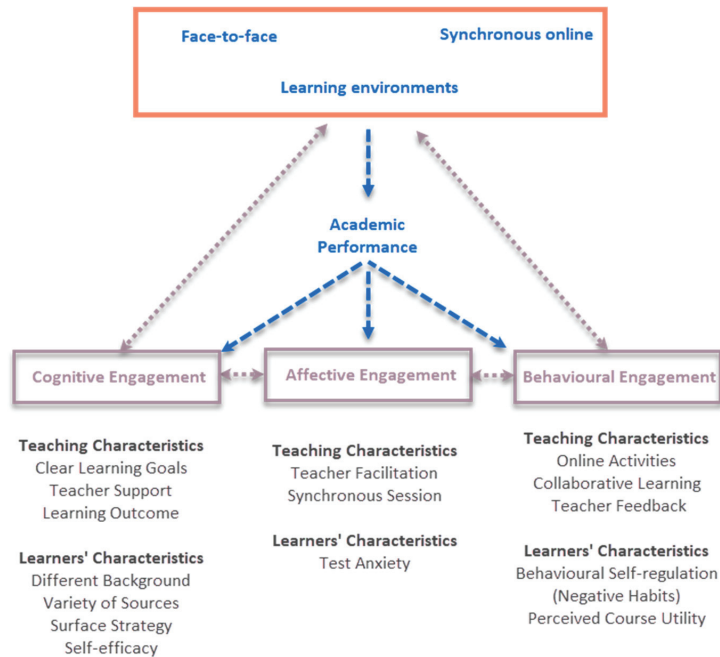 Face-to-face
Synchronous online
Learning environments
Academic
Performance
Cognitive Engagement
Affective Engagement
Behavioural Engagement
Teaching Characteristics
Clear Learning Goals
Teacher Support
Learning Outcome
Learners' Characteristics
Different Background
Variety of Sources
Surface Strategy
Self-efficacy
Teaching Characteristics
Teacher Facilitation
Synchronous Session
Learners' Characteristics
Test Anxiety
Teaching Characteristics
Online Activities
Collaborative Learning
Teacher Feedback
Learners' Characteristics
Behavioural Self-regulation
(Negative Habits)
Perceived Course Utility